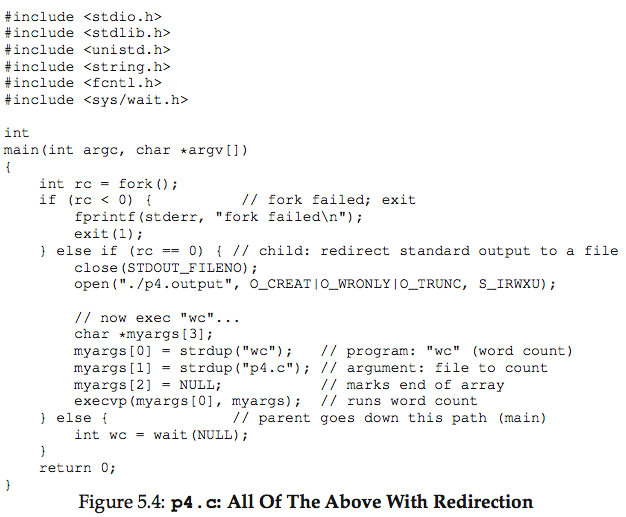 #include <stdio.h>
#include <stdlib.h>
#include <unistd.h>
#include <string.h>
#include <fcntl.h>
#include <sys/wait.h>

int
main(int argc, char *argv[])
{
    int rc = fork();
    if (rc < 0) {          // fork failed; exit
        fprintf(stderr, "fork failed\n");
        exit(1);
    } else if (rc == 0) { // child: redirect standard output to a file
        close(STDOUT_FILENO);
        open("./p4.output", O_CREAT|O_WRONLY|O_TRUNC, S_IRWXU);

        // now exec "wc"...
        char *myargs[3];
        myargs[0] = strdup("wc");   // program: "wc" (word count)
        myargs[1] = strdup("p4.c"); // argument: file to count
        myargs[2] = NULL;           // marks end of array
        execvp(myargs[0], myargs);  // runs word count
    } else {              // parent goes down this path (main)
        int wc = wait(NULL);
    }
    return 0;
}
Figure 5.4: p4.c: All Of The Above With Redirection